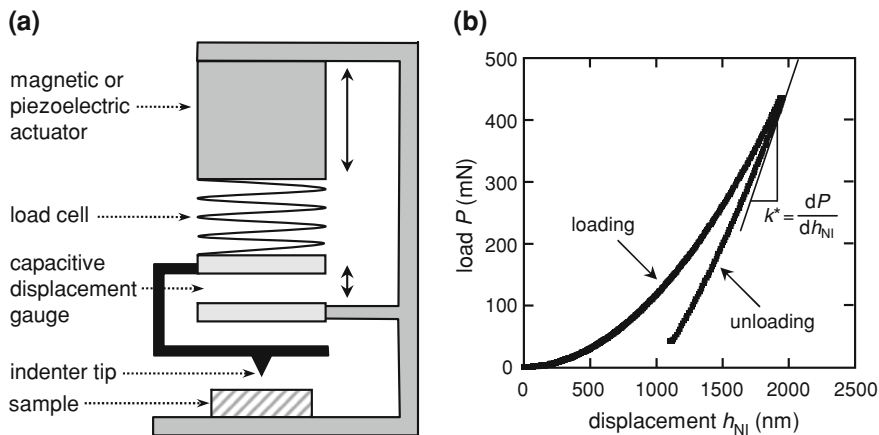 (a)
magnetic or
piezoelectric
actuator
load cell
capacitive
displacement
gauge
indenter tip
sample
(b)
500
400
300
200
100
0
load P (mN)
loading
unloading
k* = dP
dh_NI
0 500 1000 1500 2000 2500
displacement h_NI (nm)